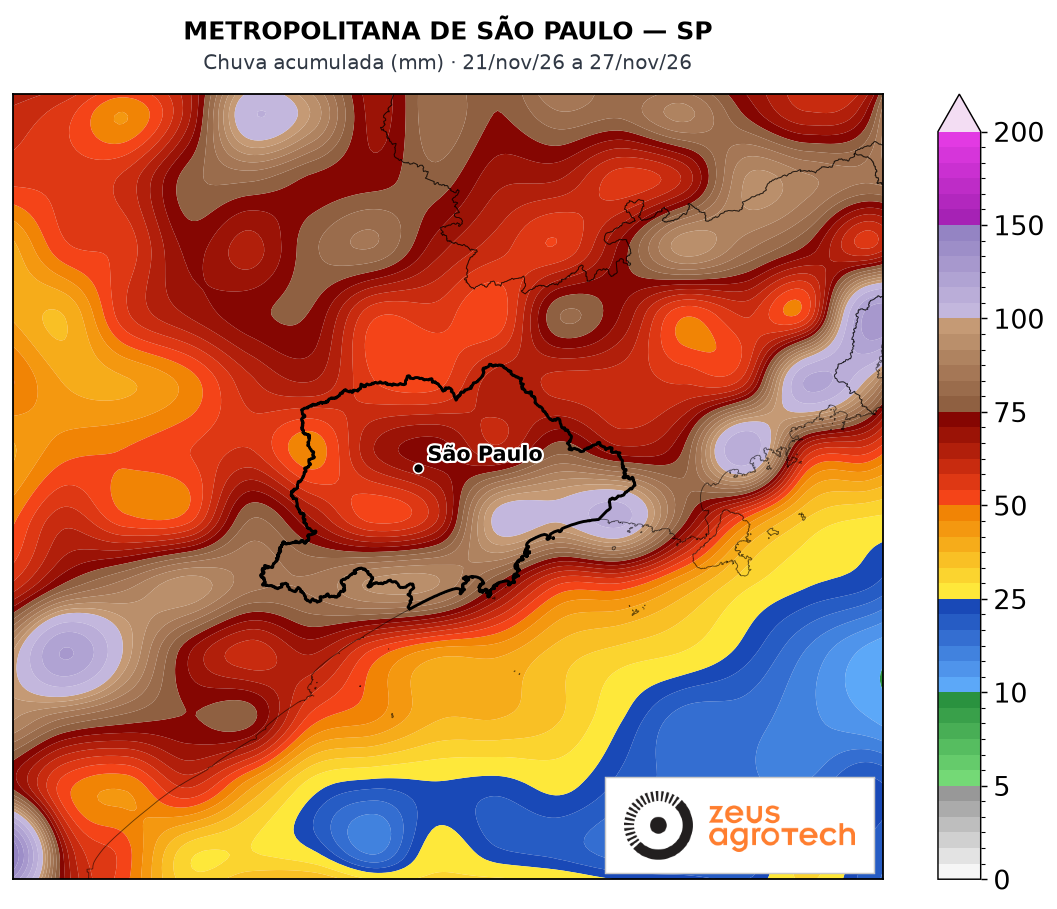 METROPOLITANA DE SÃO PAULO — SP
Chuva acumulada (mm) · 21/nov/26 a 27/nov/26
São Paulo
200
150
100
75
50
25
10
5
0
zeus
agrotech